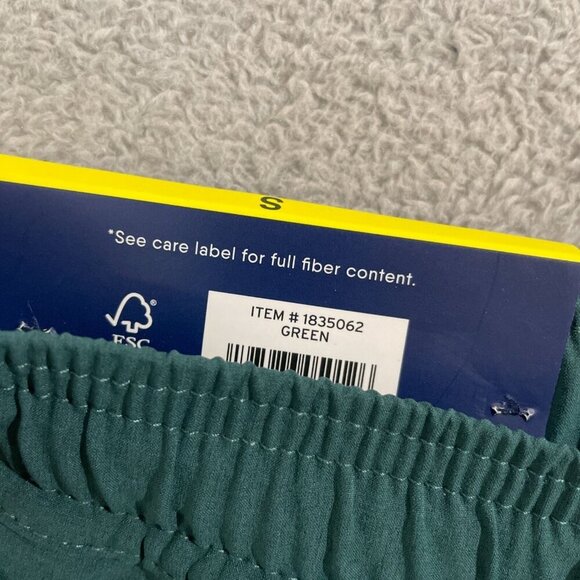 S
*See care label for full fiber content.
ITEM # 1835062
GREEN
FSC